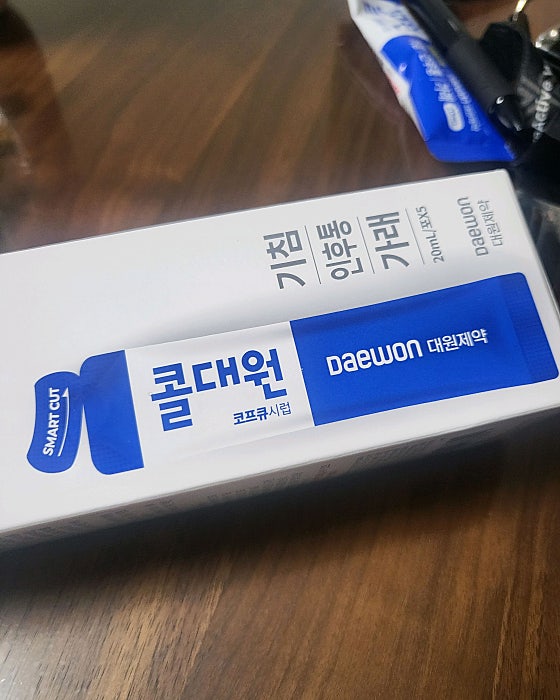 기침
인후통
가래
20mL/포X5
Daewon
대원제약
SMART CUT
콜대원
코프큐시럽
Daewon 대원제약
Active